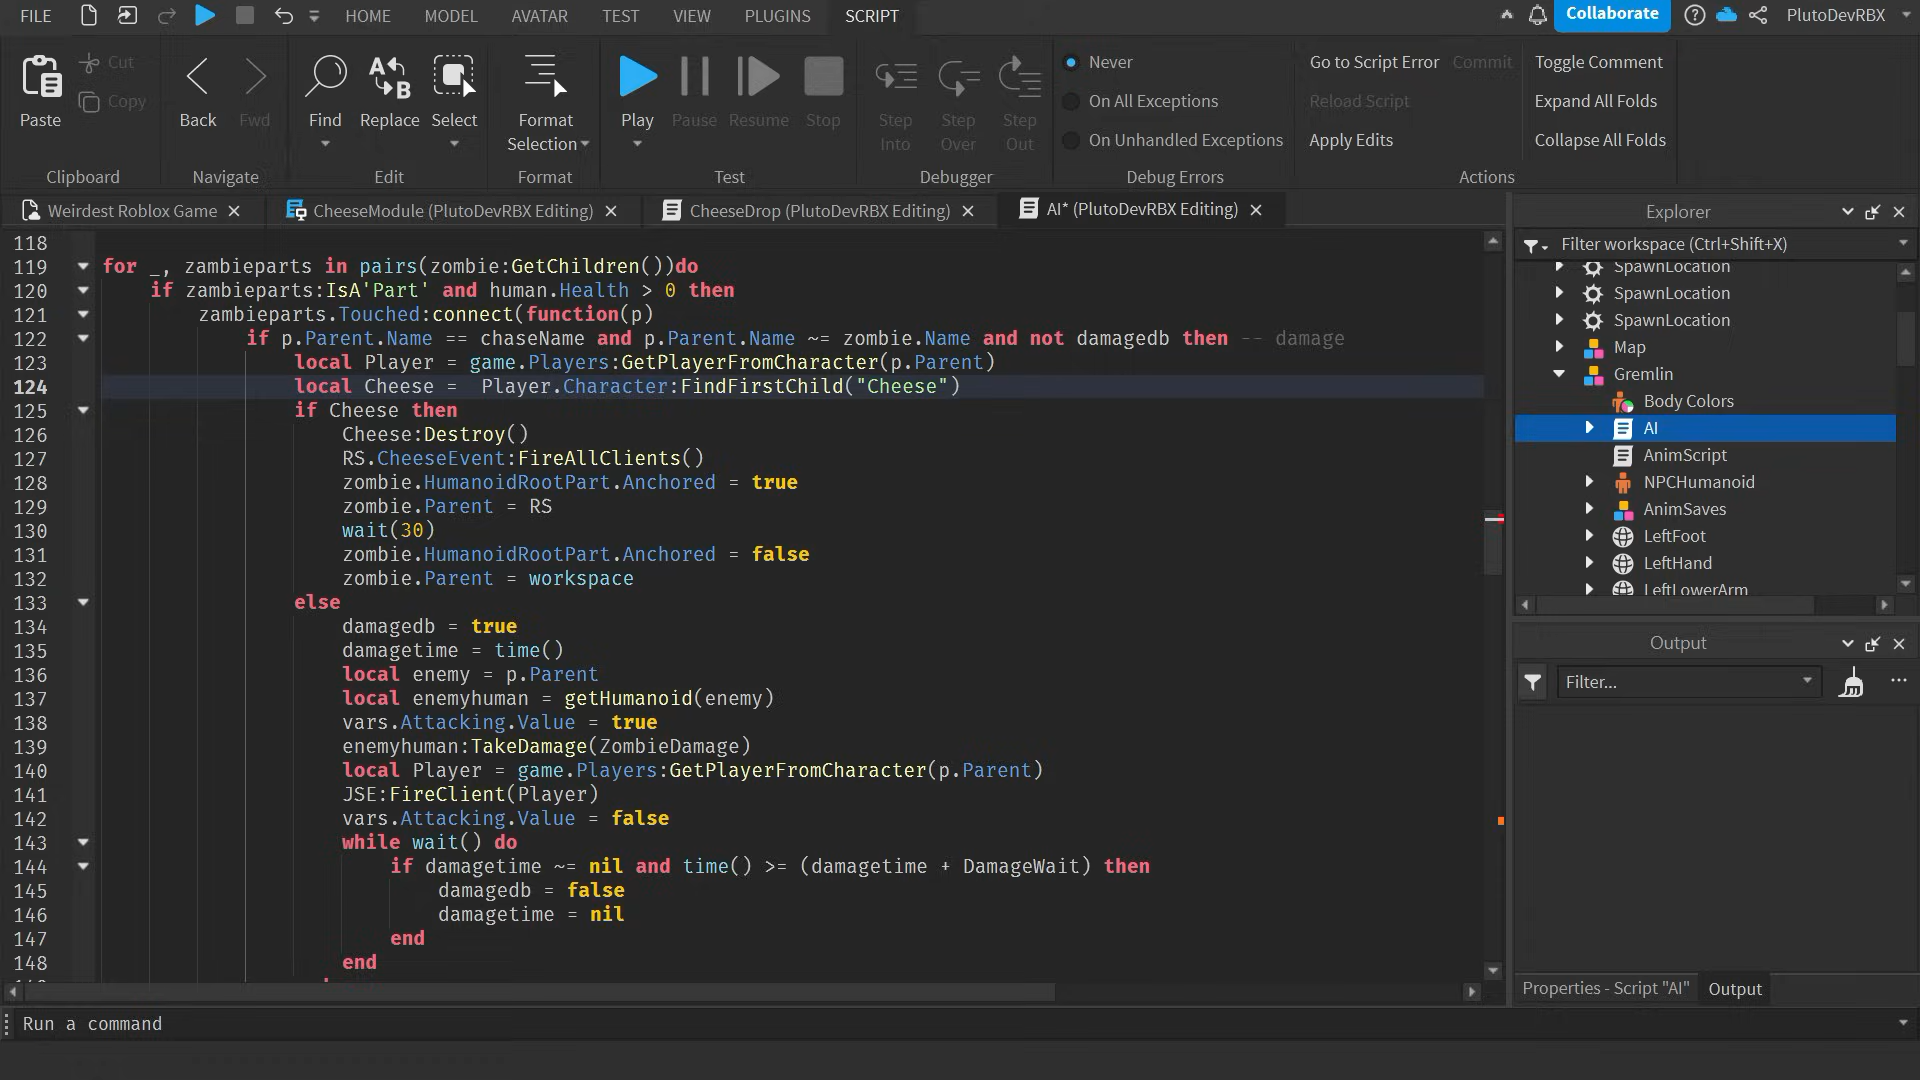 FILE HOME MODEL AVATAR TEST VIEW PLUGINS SCRIPT Collaborate PlutoDevRBX
Paste
Cut
Copy
Clipboard
Back
Fwd
Navigate
Find
Replace
Select
Edit
Format
Selection
Format
Play
Pause
Resume
Stop
Test
Step
Into
Step
Over
Step
Out
Debugger
Never
On All Exceptions
On Unhandled Exceptions
Debug Errors
Go to Script Error
Commit
Reload Script
Apply Edits
Toggle Comment
Expand All Folds
Collapse All Folds
Actions
Weirdest Roblox Game
CheeseModule (PlutoDevRBX Editing)
CheeseDrop (PlutoDevRBX Editing)
AI* (PlutoDevRBX Editing)
118
119 for _, zambieparts in pairs(zombie:GetChildren())do
120 if zambieparts:IsA'Part' and human.Health > 0 then
121 zambieparts.Touched:connect(function(p)
122 if p.Parent.Name == chaseName and p.Parent.Name ~= zombie.Name and not damagedb then -- damage
123 local Player = game.Players:GetPlayerFromCharacter(p.Parent)
124 local Cheese =  Player.Character:FindFirstChild("Cheese")
125 if Cheese then
126 Cheese:Destroy()
127 RS.CheeseEvent:FireAllClients()
128 zombie.HumanoidRootPart.Anchored = true
129 zombie.Parent = RS
130 wait(30)
131 zombie.HumanoidRootPart.Anchored = false
132 zombie.Parent = workspace
133 else
134 damagedb = true
135 damagetime = time()
136 local enemy = p.Parent
137 local enemyhuman = getHumanoid(enemy)
138 vars.Attacking.Value = true
139 enemyhuman:TakeDamage(ZombieDamage)
140 local Player = game.Players:GetPlayerFromCharacter(p.Parent)
141 JSE:FireClient(Player)
142 vars.Attacking.Value = false
143 while wait() do
144 if damagetime ~= nil and time() >= (damagetime + DamageWait) then
145 damagedb = false
146 damagetime = nil
147 end
148 end
Explorer
Filter workspace (Ctrl+Shift+X)
SpawnLocation
SpawnLocation
SpawnLocation
Map
Gremlin
Body Colors
AI
AnimScript
NPCHumanoid
AnimSaves
LeftFoot
LeftHand
LeftLowerArm
Output
Filter...
Properties - Script "AI"
Output
Run a command